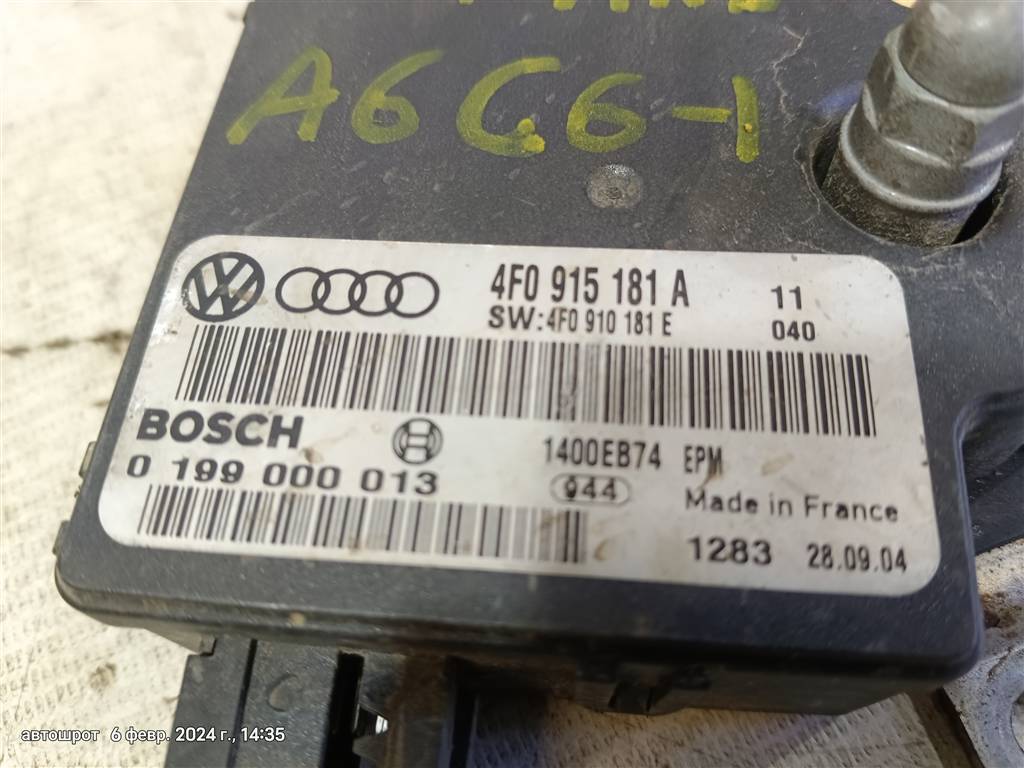 A6 C6-1
4F0 915 181 A 11
SW:4F0 910 181 E 040
BOSCH
1400EB74 EPM
0 199 000 013
944
Made in France
1283 28.09.04
автошрот 6 февр. 2024 г., 14:35